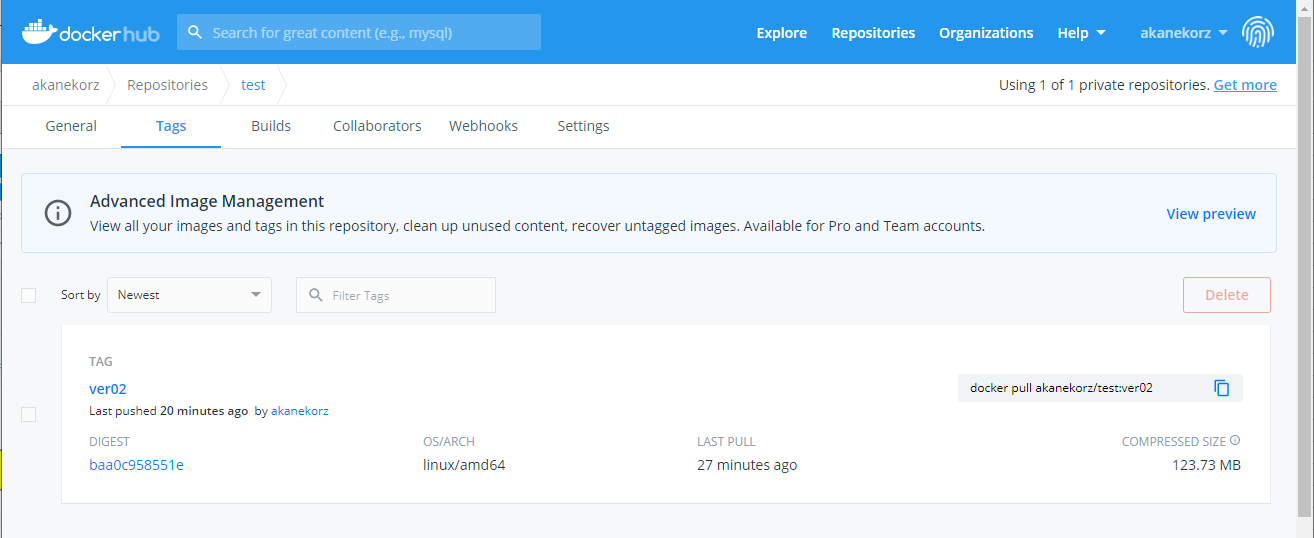 dockerhub Search for great content (e.g., mysql) Explore Repositories Organizations Help akanekorz
akanekorz Repositories test Using 1 of 1 private repositories. Get more
General Tags Builds Collaborators Webhooks Settings
Advanced Image Management
View all your images and tags in this repository, clean up unused content, recover untagged images. Available for Pro and Team accounts.
View preview
Sort by Newest Filter Tags Delete
TAG
ver02
docker pull akanekorz/test:ver02
Last pushed 20 minutes ago by akanekorz
DIGEST OS/ARCH LAST PULL COMPRESSED SIZE
baa0c958551e linux/amd64 27 minutes ago 123.73 MB